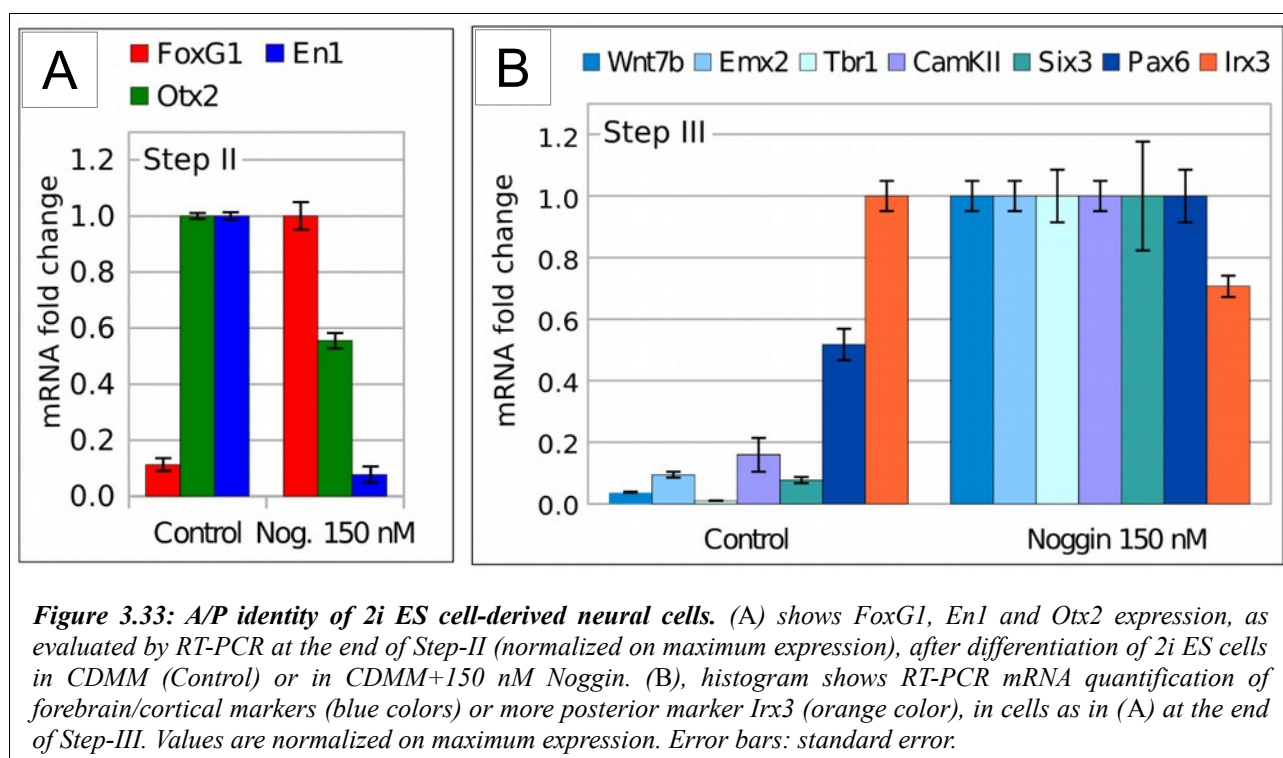 A
FoxG1 En1
Otx2
Step II
mRNA fold change
1.2
1.0
0.8
0.6
0.4
0.2
0.0
Control Nog. 150 nM
B
Wnt7b Emx2 Tbr1 CamKII Six3 Pax6 Irx3
Step III
mRNA fold change
1.2
1.0
0.8
0.6
0.4
0.2
0.0
Control Noggin 150 nM
Figure 3.33: A/P identity of 2i ES cell-derived neural cells. (A) shows FoxG1, En1 and Otx2 expression, as
evaluated by RT-PCR at the end of Step-II (normalized on maximum expression), after differentiation of 2i ES cells
in CDMM (Control) or in CDMM+150 nM Noggin. (B), histogram shows RT-PCR mRNA quantification of
forebrain/cortical markers (blue colors) or more posterior marker Irx3 (orange color), in cells as in (A) at the end
of Step-III. Values are normalized on maximum expression. Error bars: standard error.